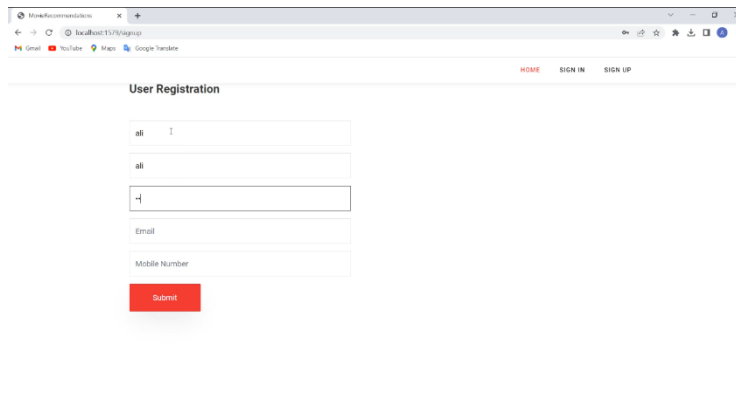 MovieRecommendations
localhost:1579/signup
Gmail YouTube Maps Google Translate
HOME SIGN IN SIGN UP
User Registration
ali
ali
Email
Mobile Number
Submit